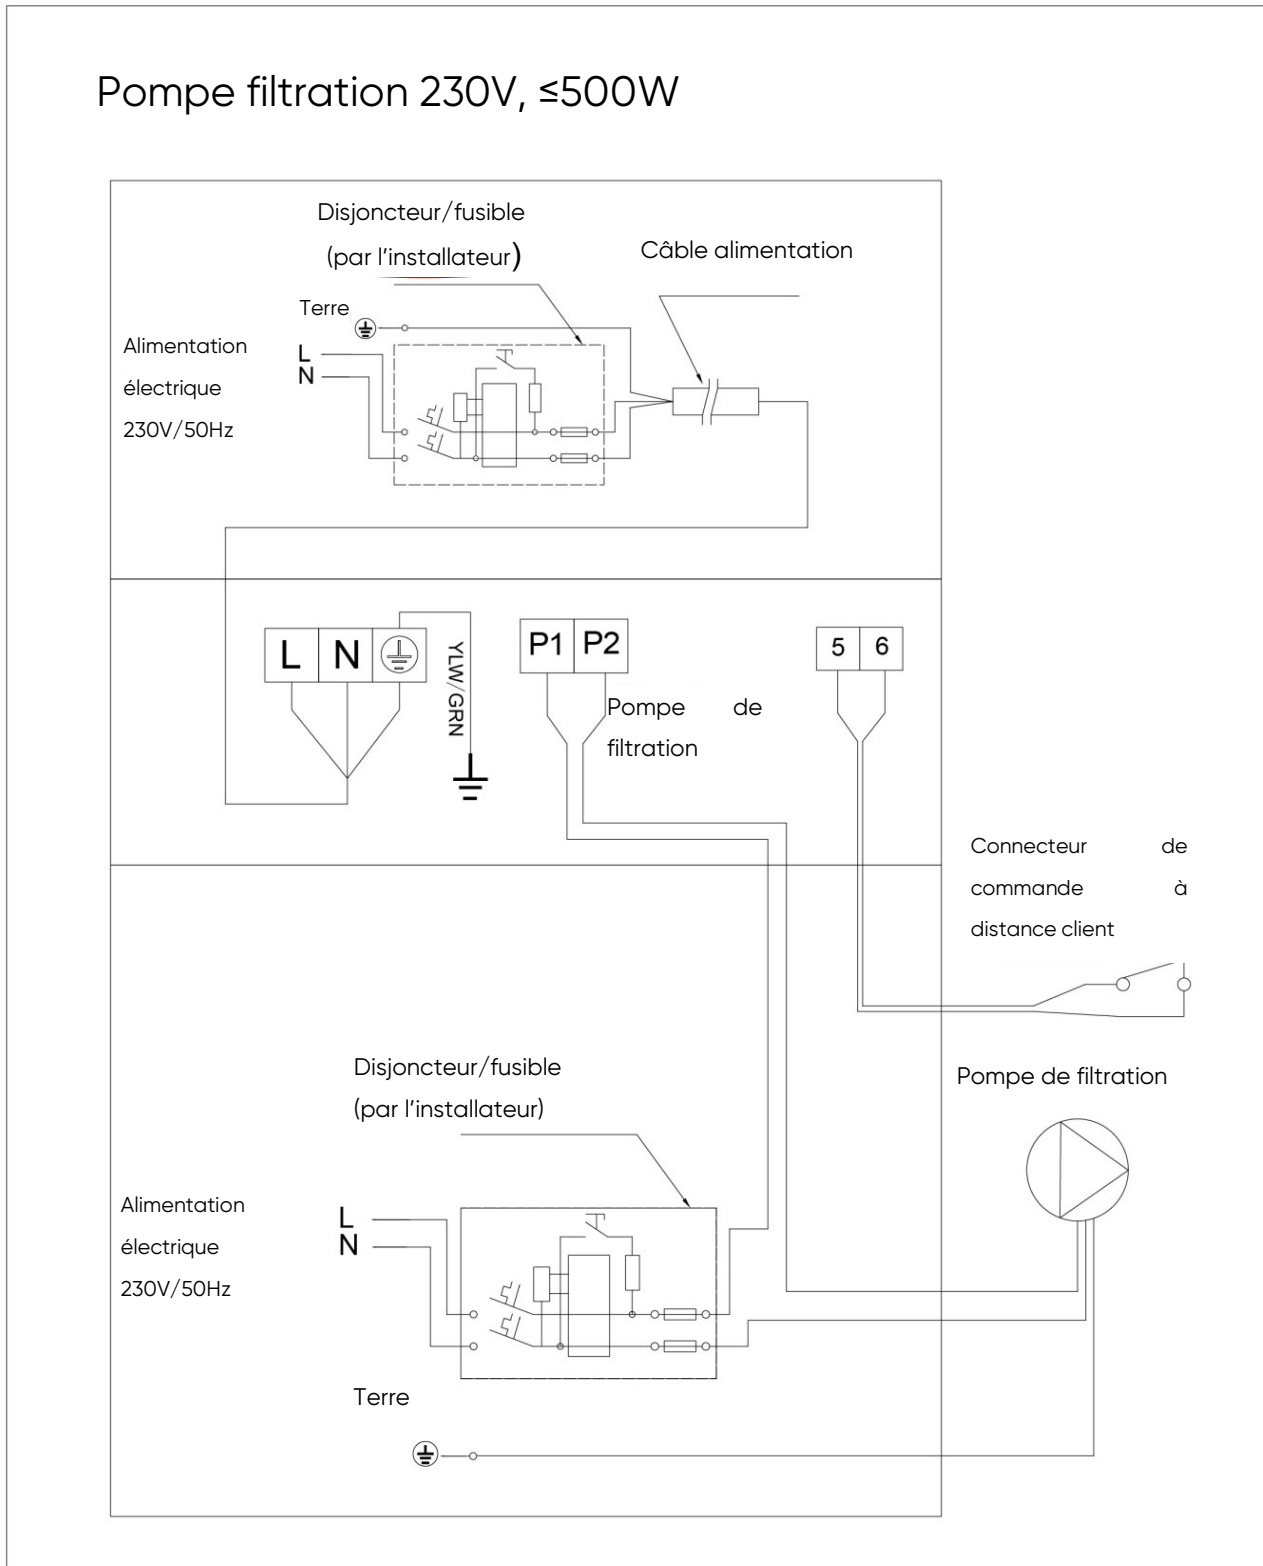 Pompe filtration 230V, ≤500W
Disjoncteur/fusible
(par l'installateur)
Câble alimentation
Terre
Alimentation
électrique
230V/50Hz
L
N
L N
YLW/GRN
P1 P2
Pompe de
filtration
5 6
Connecteur de
commande à
distance client
Disjoncteur/fusible
(par l'installateur)
Pompe de filtration
Alimentation
électrique
230V/50Hz
L
N
Terre